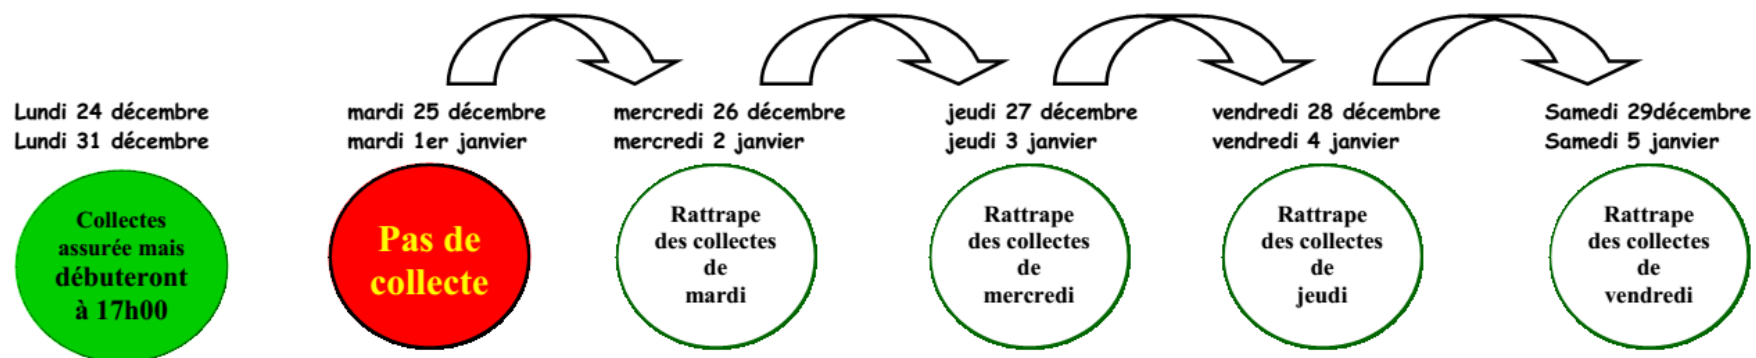 Lundi 24 décembre
Lundi 31 décembre
Collectes
assurée mais
débuteront
à 17h00
mardi 25 décembre
mardi 1er janvier
Pas de
collecte
mercredi 26 décembre
mercredi 2 janvier
Rattrape
des collectes
de
mardi
jeudi 27 décembre
jeudi 3 janvier
Rattrape
des collectes
de
mercredi
vendredi 28 décembre
vendredi 4 janvier
Rattrape
des collectes
de
jeudi
Samedi 29décembre
Samedi 5 janvier
Rattrape
des collectes
de
vendredi